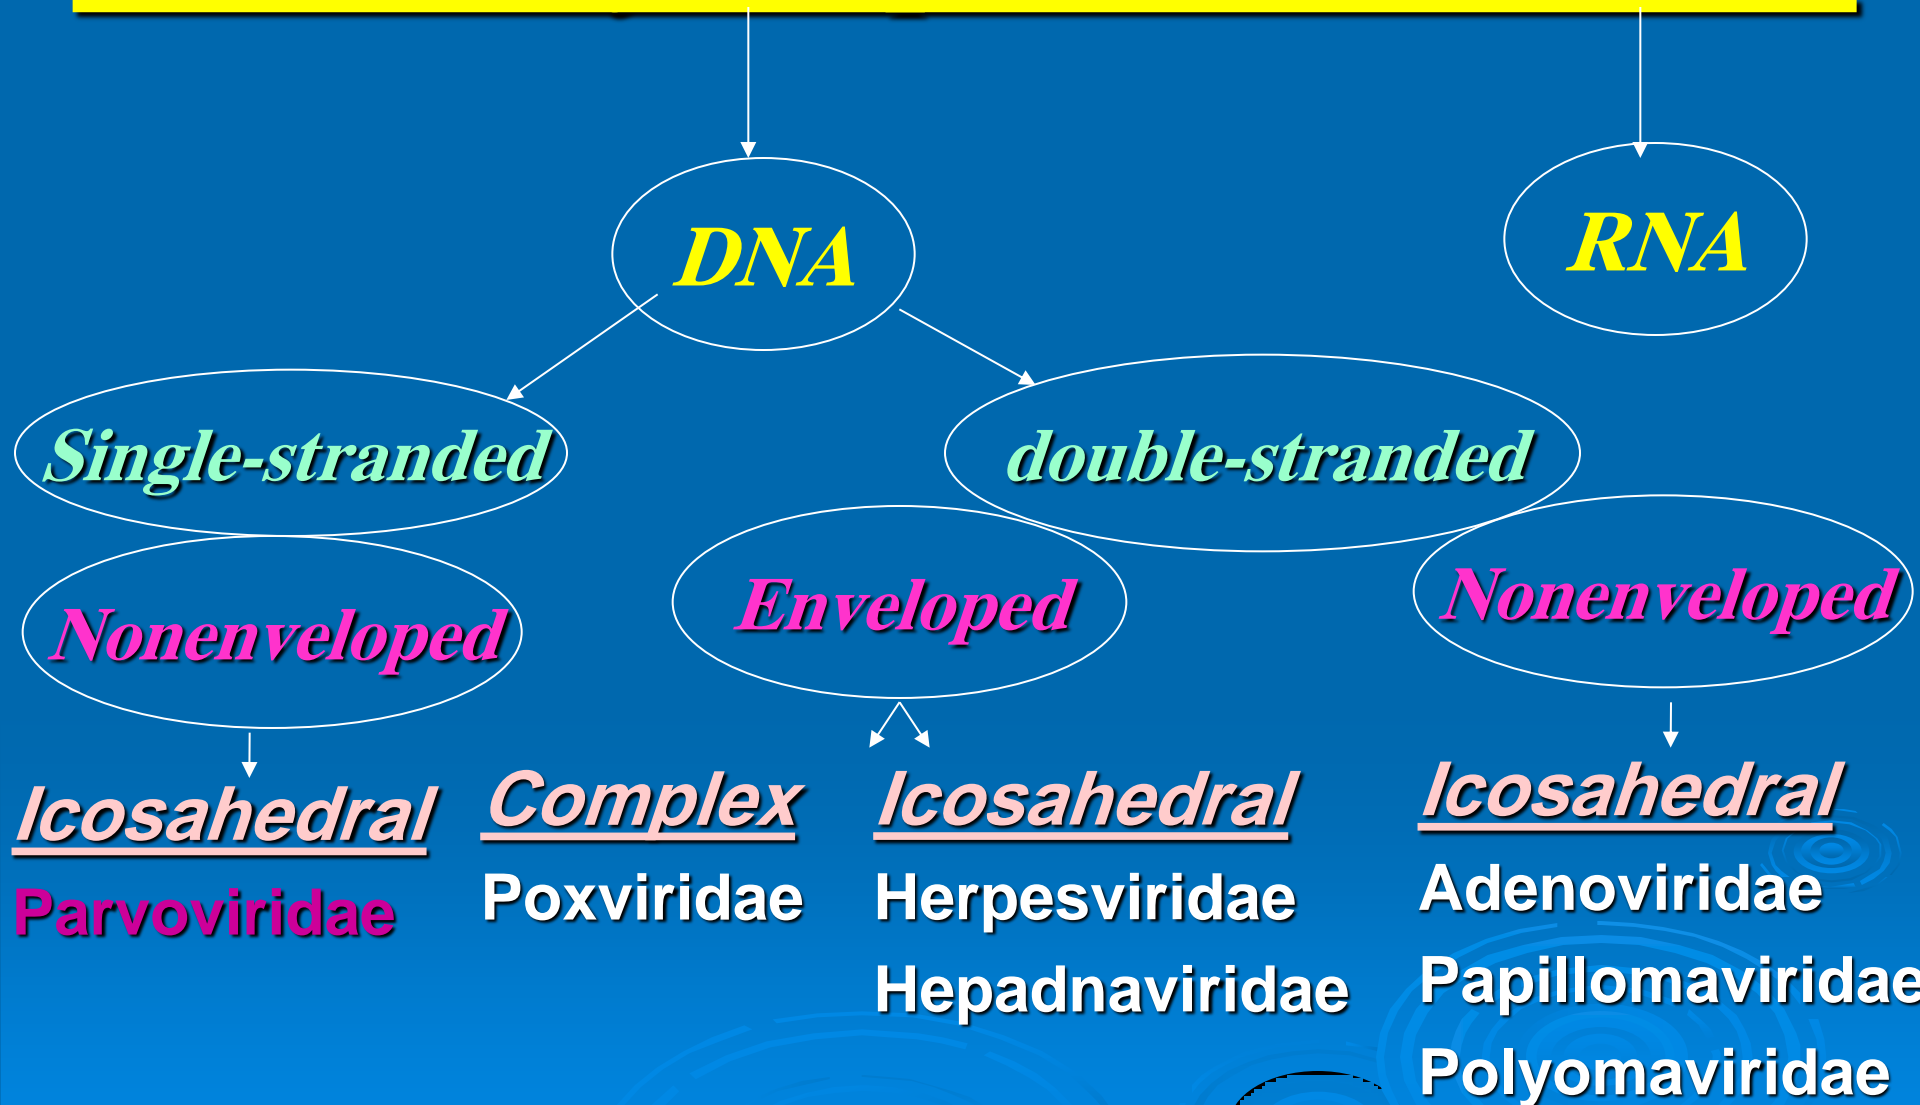 DNA
RNA
Single-stranded
double-stranded
Nonenveloped
Enveloped
Nonenveloped
Icosahedral
Parvoviridae
Complex
Poxviridae
Icosahedral
Herpesviridae
Hepadnaviridae
Icosahedral
Adenoviridae
Papillomaviridae
Polyomaviridae